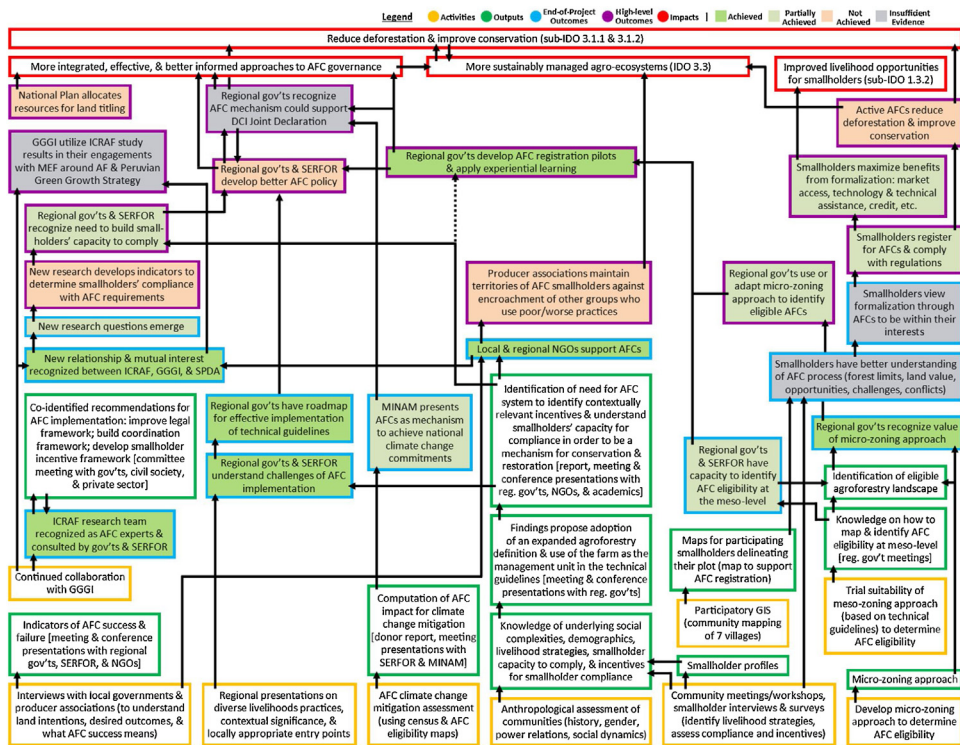 Legend
Activities
Outputs
End-of-Project
Outcomes
High-level
Outcomes
Impacts |
Achieved
Partially
Achieved
Not
Achieved
Insufficient
Evidence
Reduce deforestation & improve conservation (sub-IDO 3.1.1 & 3.1.2)
More integrated, effective, & better informed approaches to AFC governance
More sustainably managed agro-ecosystems (IDO 3.3)
Improved livelihood opportunities
for smallholders (sub-IDO 1.3.2)
National Plan allocates
resources for land titling
Regional gov'ts recognize
AFC mechanism could support
DCI Joint Declaration
Active AFCs reduce
deforestation & improve
conservation
GGGI utilize ICRAF study
results in their engagements
with MEF around AF & Peruvian
Green Growth Strategy
Regional gov'ts & SERFOR
develop better AFC policy
Regional gov'ts develop AFC registration pilots
& apply experiential learning
Smallholders maximize benefits
from formalization: market
access, technology & technical
assistance, credit, etc.
Regional gov'ts & SERFOR
recognize need to build small-
holders' capacity to comply
Smallholders register
for AFCs & comply
with regulations
New research develops indicators to
determine smallholders' compliance
with AFC requirements
Producer associations maintain
territories of AFC smallholders against
encroachment of other groups who
use poor/worse practices
Regional gov'ts use or
adapt micro-zoning
approach to identify
eligible AFCs
Smallholders view
formalization through
AFCs to be within their
interests
New research questions emerge
New relationship & mutual interest
recognized between ICRAF, GGGI, & SPDA
Local & regional NGOs support AFCs
Smallholders have better understanding
of AFC process (forest limits, land value,
opportunities, challenges, conflicts)
Co-identified recommendations for
AFC implementation: improve legal
framework; build coordination
framework; develop smallholder
incentive framework [committee
meeting with gov'ts, civil society,
& private sector]
Regional gov'ts have roadmap
for effective implementation
of technical guidelines
MINAM presents
AFCs as mechanism
to achieve national
climate change
commitments
Identification of need for AFC
system to identify contextually
relevant incentives & understand
smallholders' capacity for
compliance in order to be a
mechanism for conservation &
restoration [report, meeting &
conference presentations with
reg. gov'ts, NGOs, & academics]
Regional gov'ts recognize value
of micro-zoning approach
Regional gov'ts
& SERFOR have
capacity to identify
AFC eligibility at
the meso-level
Regional gov'ts & SERFOR
understand challenges of AFC
implementation
Identification of eligible
agroforestry landscape
ICRAF research team
recognized as AFC experts &
consulted by gov'ts & SERFOR
Findings propose adoption
of an expanded agroforestry
definition & use of the farm as the
management unit in the technical
guidelines [meeting & conference
presentations with reg. gov'ts]
Maps for participating
smallholders delineating
their plot (map to support
AFC registration)
Knowledge on how to
map & identify AFC
eligibility at meso-level
[reg. gov't meetings]
Continued collaboration
with GGGI
Computation of AFC
impact for climate
change mitigation
[donor report, meeting
presentations with
SERFOR & MINAM]
Participatory GIS
(community mapping
of 7 villages)
Trial suitability of
meso-zoning approach
(based on technical
guidelines) to determine
AFC eligibility
Indicators of AFC success &
failure [meeting & conference
presentations with regional
gov'ts, SERFOR, & NGOs]
Knowledge of underlying social
complexities, demographics,
livelihood strategies, smallholder
capacity to comply, & incentives
for smallholder compliance
Smallholder profiles
Micro-zoning approach
Interviews with local governments &
producer associations (to understand
land intentions, desired outcomes, &
what AFC success means)
Regional presentations on
diverse livelihoods practices,
contextual significance, &
locally appropriate entry points
AFC climate change
mitigation assessment
(using census & AFC
eligibility maps)
Anthropological assessment of
communities (history, gender,
power relations, social dynamics)
Community meetings/workshops,
smallholder interviews & surveys
(identify livelihood strategies,
assess compliance and incentives)
Develop micro-zoning
approach to determine
AFC eligibility